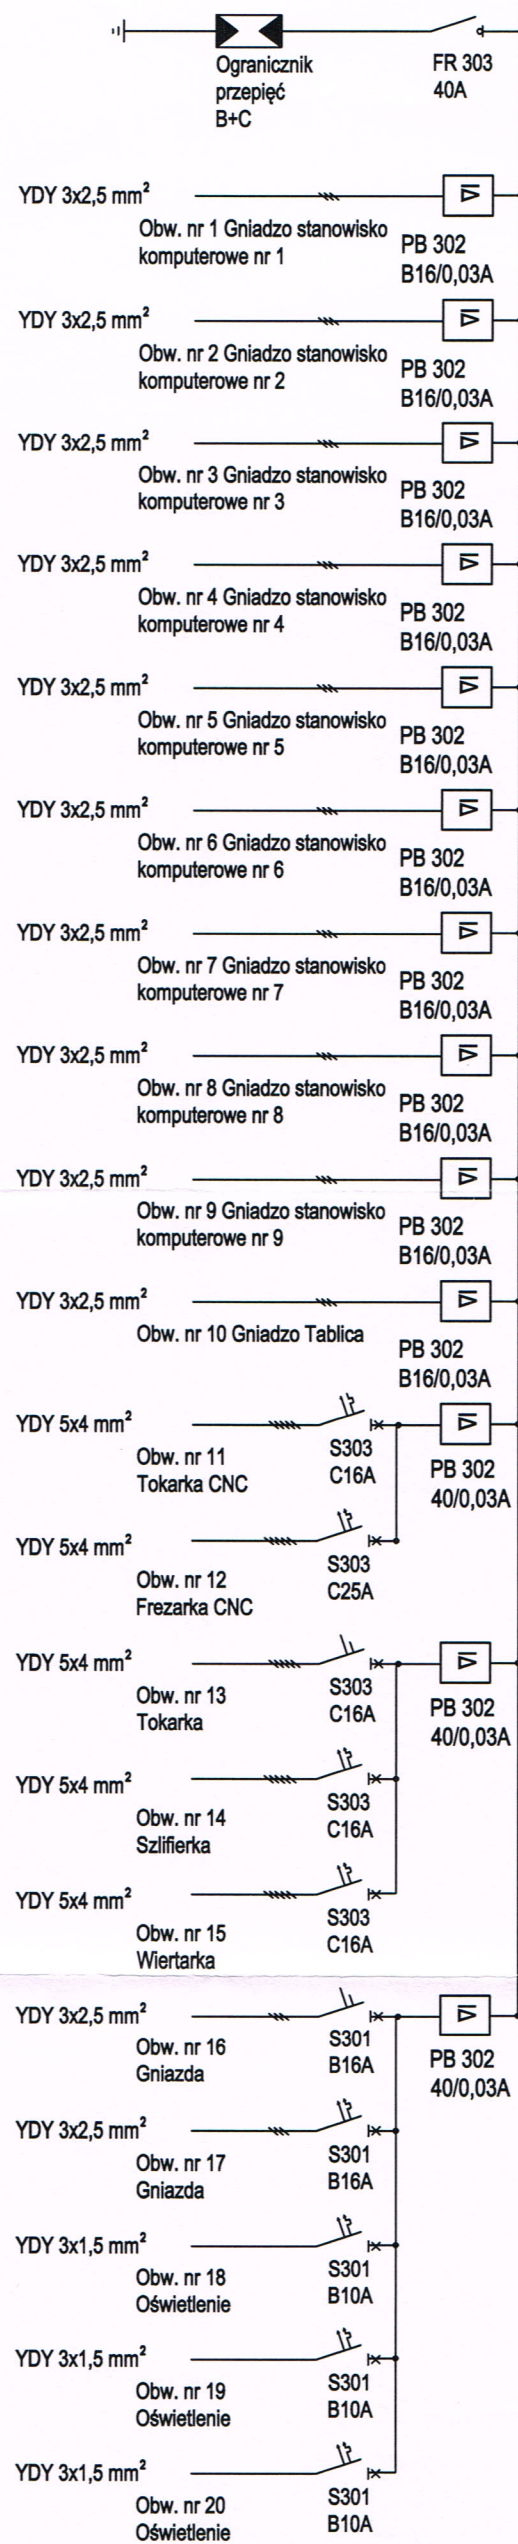 Ogranicznik
przepięć
B+C
FR 303
40A
YDY 3x2,5 mm²
Obw. nr 1 Gniadzo stanowisko
komputerowe nr 1
PB 302
B16/0,03A
YDY 3x2,5 mm²
Obw. nr 2 Gniadzo stanowisko
komputerowe nr 2
PB 302
B16/0,03A
YDY 3x2,5 mm²
Obw. nr 3 Gniadzo stanowisko
komputerowe nr 3
PB 302
B16/0,03A
YDY 3x2,5 mm²
Obw. nr 4 Gniadzo stanowisko
komputerowe nr 4
PB 302
B16/0,03A
YDY 3x2,5 mm²
Obw. nr 5 Gniadzo stanowisko
komputerowe nr 5
PB 302
B16/0,03A
YDY 3x2,5 mm²
Obw. nr 6 Gniadzo stanowisko
komputerowe nr 6
PB 302
B16/0,03A
YDY 3x2,5 mm²
Obw. nr 7 Gniadzo stanowisko
komputerowe nr 7
PB 302
B16/0,03A
YDY 3x2,5 mm²
Obw. nr 8 Gniadzo stanowisko
komputerowe nr 8
PB 302
B16/0,03A
YDY 3x2,5 mm²
Obw. nr 9 Gniadzo stanowisko
komputerowe nr 9
PB 302
B16/0,03A
YDY 3x2,5 mm²
Obw. nr 10 Gniadzo Tablica
PB 302
B16/0,03A
YDY 5x4 mm²
Obw. nr 11
Tokarka CNC
S303
C16A
PB 302
40/0,03A
YDY 5x4 mm²
Obw. nr 12
Frezarka CNC
S303
C25A
YDY 5x4 mm²
Obw. nr 13
Tokarka
S303
C16A
PB 302
40/0,03A
YDY 5x4 mm²
Obw. nr 14
Szlifierka
S303
C16A
YDY 5x4 mm²
Obw. nr 15
Wiertarka
S303
C16A
YDY 3x2,5 mm²
Obw. nr 16
Gniazda
S301
B16A
PB 302
40/0,03A
YDY 3x2,5 mm²
Obw. nr 17
Gniazda
S301
B16A
YDY 3x1,5 mm²
Obw. nr 18
Oświetlenie
S301
B10A
YDY 3x1,5 mm²
Obw. nr 19
Oświetlenie
S301
B10A
YDY 3x1,5 mm²
Obw. nr 20
Oświetlenie
S301
B10A